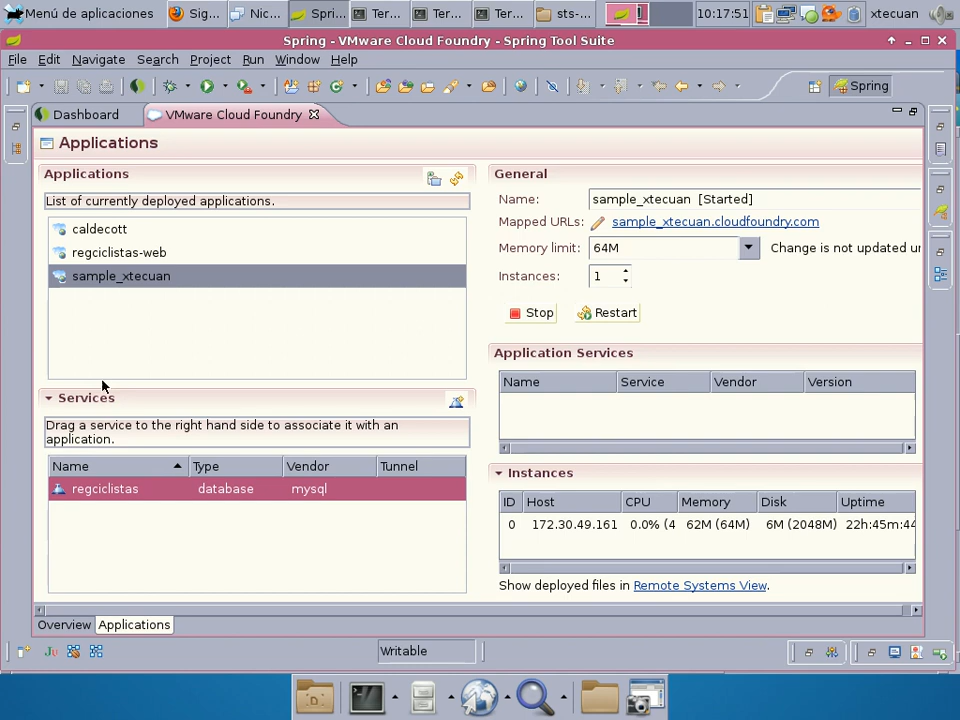 Menú de aplicaciones
Sig...
Nic...
Spri...
Ter...
Ter...
Ter...
sts-...
10:17:51
xtecuan
Spring - VMware Cloud Foundry - Spring Tool Suite
File Edit Navigate Search Project Run Window Help
Spring
Dashboard
VMware Cloud Foundry
Applications
Applications
List of currently deployed applications.
caldecott
regciclistas-web
sample_xtecuan
Services
Drag a service to the right hand side to associate it with an
application.
Name Type Vendor Tunnel
regciclistas database mysql
General
Name: sample_xtecuan [Started]
Mapped URLs: sample_xtecuan.cloudfoundry.com
Memory limit: 64M Change is not updated un
Instances: 1
Stop Restart
Application Services
Name Service Vendor Version
Instances
ID Host CPU Memory Disk Uptime
0 172.30.49.161 0.0% (4 62M (64M) 6M (2048M) 22h:45m:44
Show deployed files in Remote Systems View.
Overview Applications
Writable